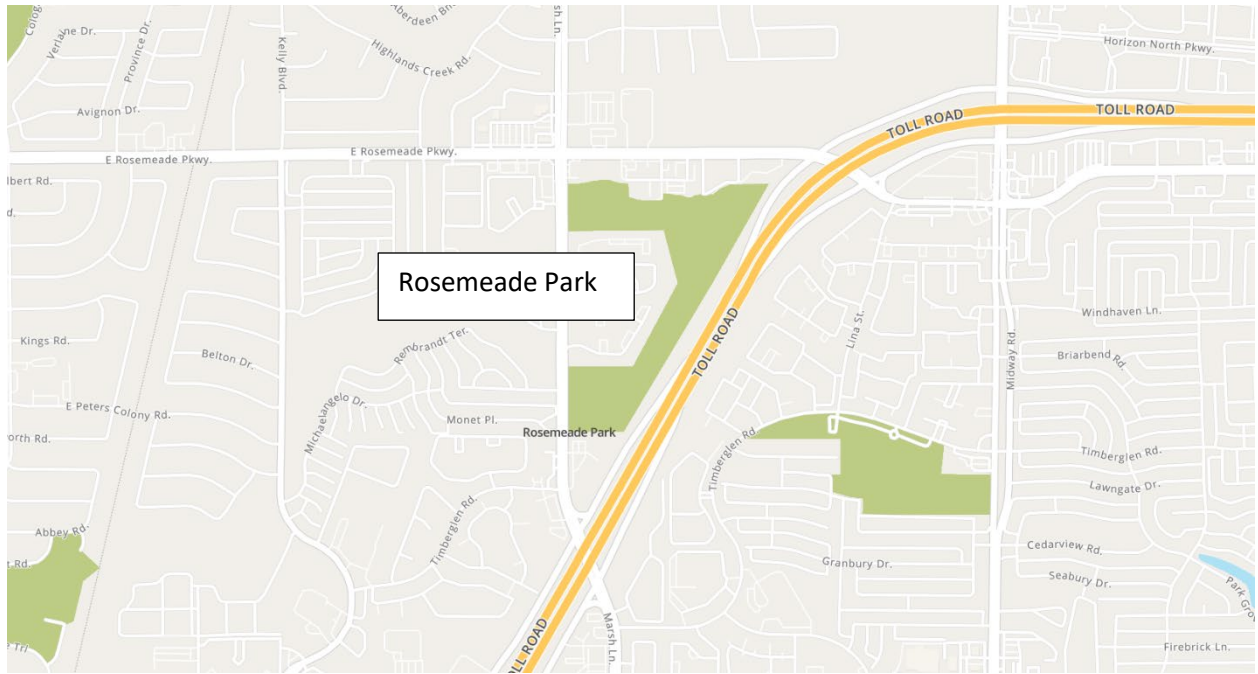 Aberdeen
Marsh Ln.
Verlaine Dr.
Province Dr.
Kelly Blvd.
Highlands Creek Rd.
Horizon North Pkwy.
Avignon Dr.
TOLL ROAD
TOLL ROAD
E Rosemeade Pkwy.
E Rosemeade Pkwy.
Rosemeade Park
Windhaven Ln.
Lina St.
Kings Rd.
Rembrandt Ter.
TOLL ROAD
Midway Rd.
Briarbend Rd.
Belton Dr.
Michaelangelo Dr.
E Peters Colony Rd.
Monet Pl.
Rosemeade Park
Timberglen Rd.
Timberglen Rd.
Lawngate Dr.
Timberglen Rd.
Abbey Rd.
Cedarview Rd.
Granbury Dr.
Seabury Dr.
Marsh Ln.
Firebrick Ln.
TOLL ROAD